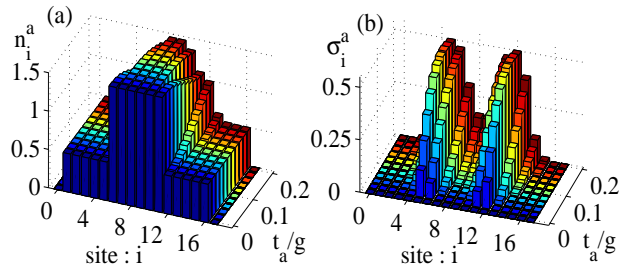 (a)
n_i^a
1.5
1
0.5
0
0 4 8 12 16
site : i
0 0.1 0.2
t_a/g
(b)
σ_i^a
0.5
0.25
0
0 4 8 12 16
site : i
0 0.1 0.2
t_a/g